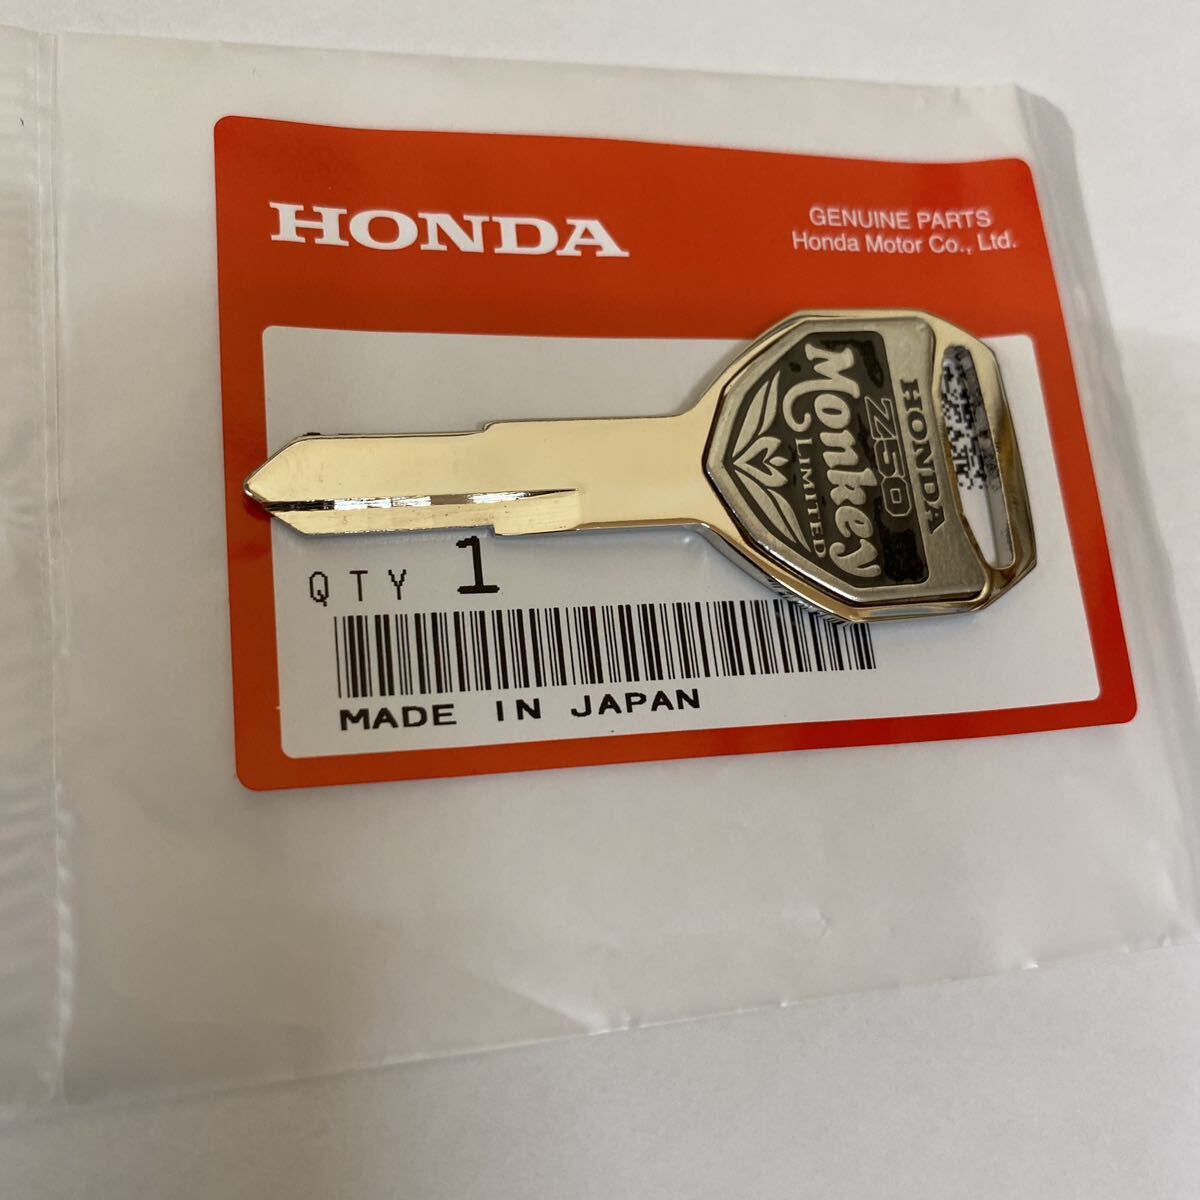 HONDA
GENUINE PARTS
Honda Motor Co., Ltd.
HONDA
Z50
Monkey
LIMITED
QTY 1
MADE IN JAPAN